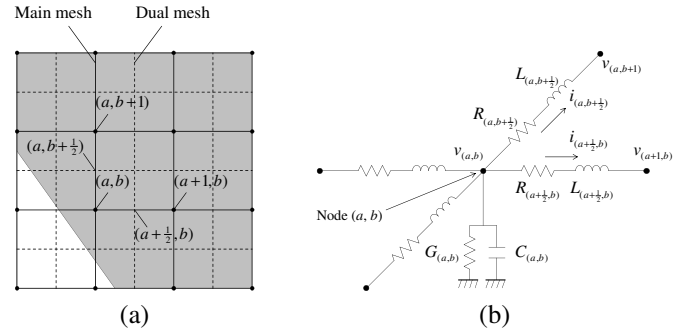 Main mesh Dual mesh
(a, b+1)
(a, b+½)
(a, b)
(a+1, b)
(a+½, b)
(a)
v(a,b+1)
L(a,b+½)
i(a,b+½)
R(a,b+½)
v(a,b)
i(a+½,b)
v(a+1,b)
R(a+½,b)
L(a+½,b)
Node (a, b)
G(a,b)
C(a,b)
(b)